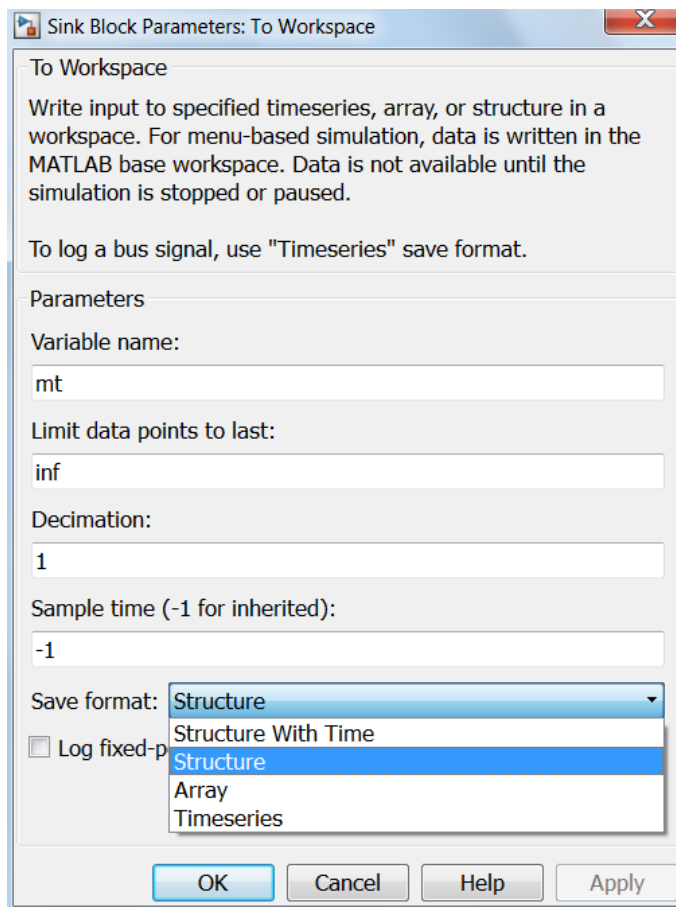 Sink Block Parameters: To Workspace
X
To Workspace
Write input to specified timeseries, array, or structure in a
workspace. For menu-based simulation, data is written in the
MATLAB base workspace. Data is not available until the
simulation is stopped or paused.
To log a bus signal, use "Timeseries" save format.
Parameters
Variable name:
mt
Limit data points to last:
inf
Decimation:
1
Sample time (-1 for inherited):
-1
Save format: Structure
Structure With Time
Log fixed-p
Structure
Array
Timeseries
OK Cancel Help Apply